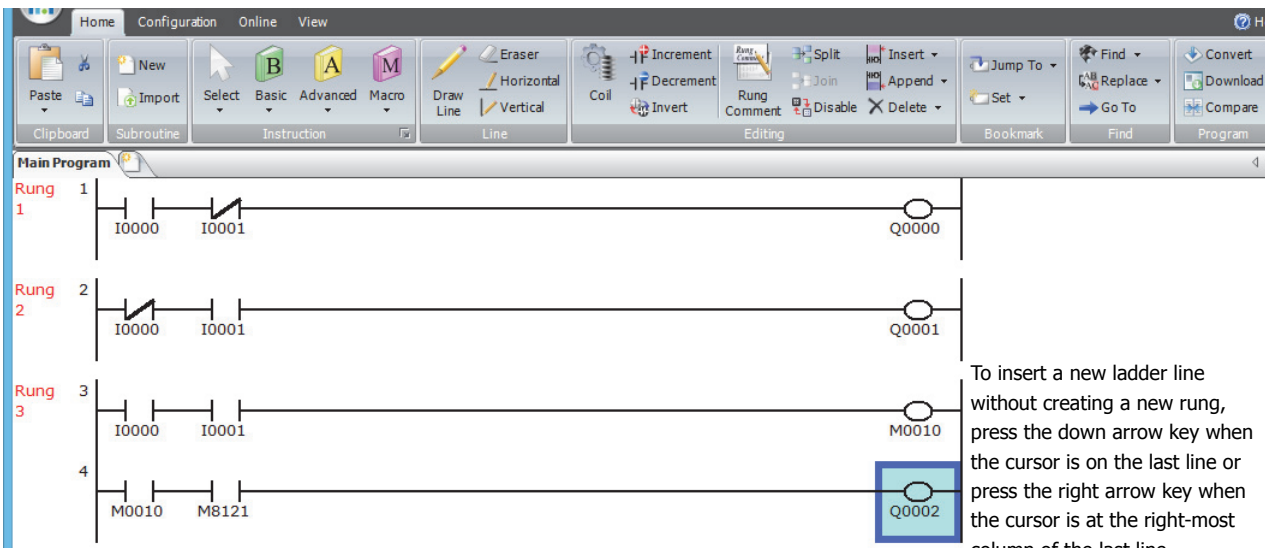 Home Configuration Online View H
Paste New Import Select Basic Advanced Macro Draw Line Eraser Horizontal Vertical Coil Increment Decrement Invert Rung Comment Split Join Disable Insert Append Delete Jump To Set Find Replace Go To Convert Download Compare
B A M
Clipboard Subroutine Instruction Line Editing Bookmark Find Program
Main Program
Rung 1
1
I0000 I0001 Q0000
Rung 2
2
I0000 I0001 Q0001
Rung 3
3
I0000 I0001 M0010
4
M0010 M8121 Q0002
To insert a new ladder line
without creating a new rung,
press the down arrow key when
the cursor is on the last line or
press the right arrow key when
the cursor is at the right-most
column of the last line